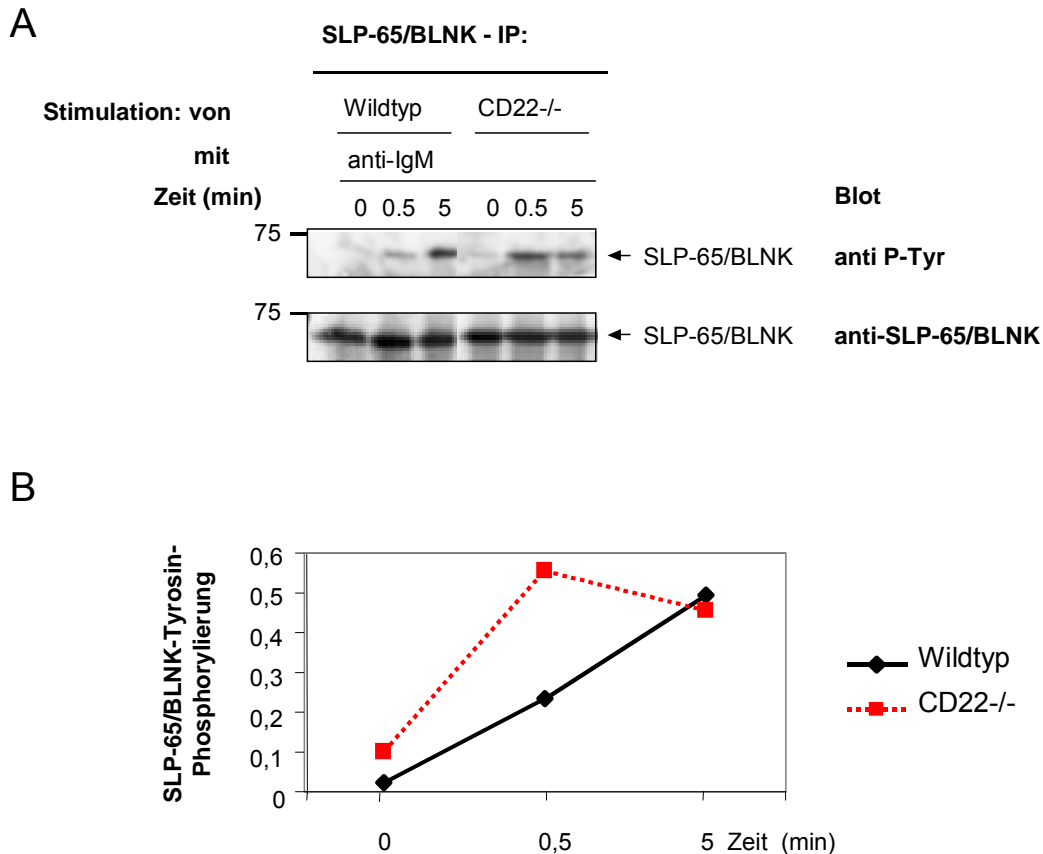 A
SLP-65/BLNK - IP:
Stimulation: von
Wildtyp
CD22-/-
mit
anti-IgM
Zeit (min)
0 0.5 5 0 0.5 5
Blot
75
SLP-65/BLNK
anti P-Tyr
75
SLP-65/BLNK
anti-SLP-65/BLNK
B
SLP-65/BLNK-Tyrosin-
Phosphorylierung
0,6
0,5
0,4
0,3
0,2
0,1
0
0 0,5 5 Zeit (min)
Wildtyp
CD22-/-